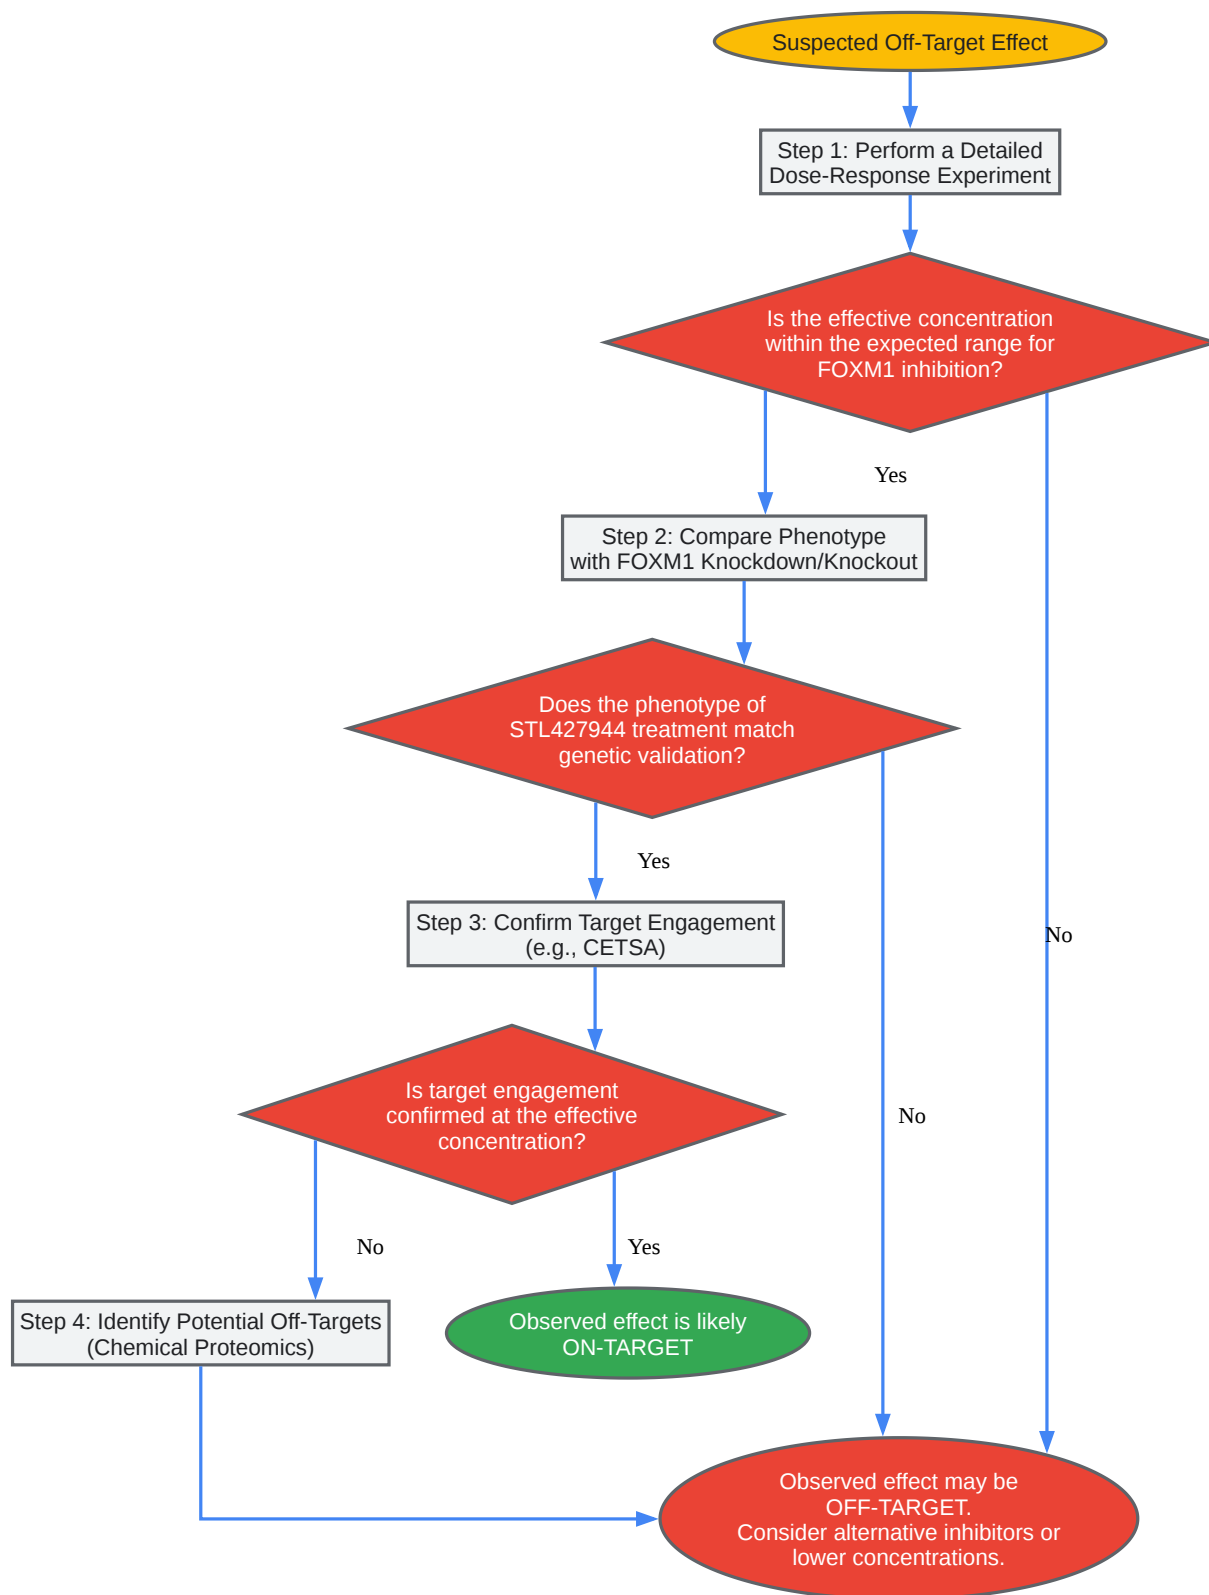 Suspected Off-Target Effect
Step 1: Perform a Detailed
Dose-Response Experiment
Is the effective concentration
within the expected range for
FOXM1 inhibition?
Yes
Step 2: Compare Phenotype
with FOXM1 Knockdown/Knockout
Does the phenotype of
STL427944 treatment match
genetic validation?
Yes
Step 3: Confirm Target Engagement
(e.g., CETSA)
No
Is target engagement
confirmed at the effective
concentration?
No
No
Yes
Step 4: Identify Potential Off-Targets
(Chemical Proteomics)
Observed effect is likely
ON-TARGET
Observed effect may be
OFF-TARGET.
Consider alternative inhibitors or
lower concentrations.